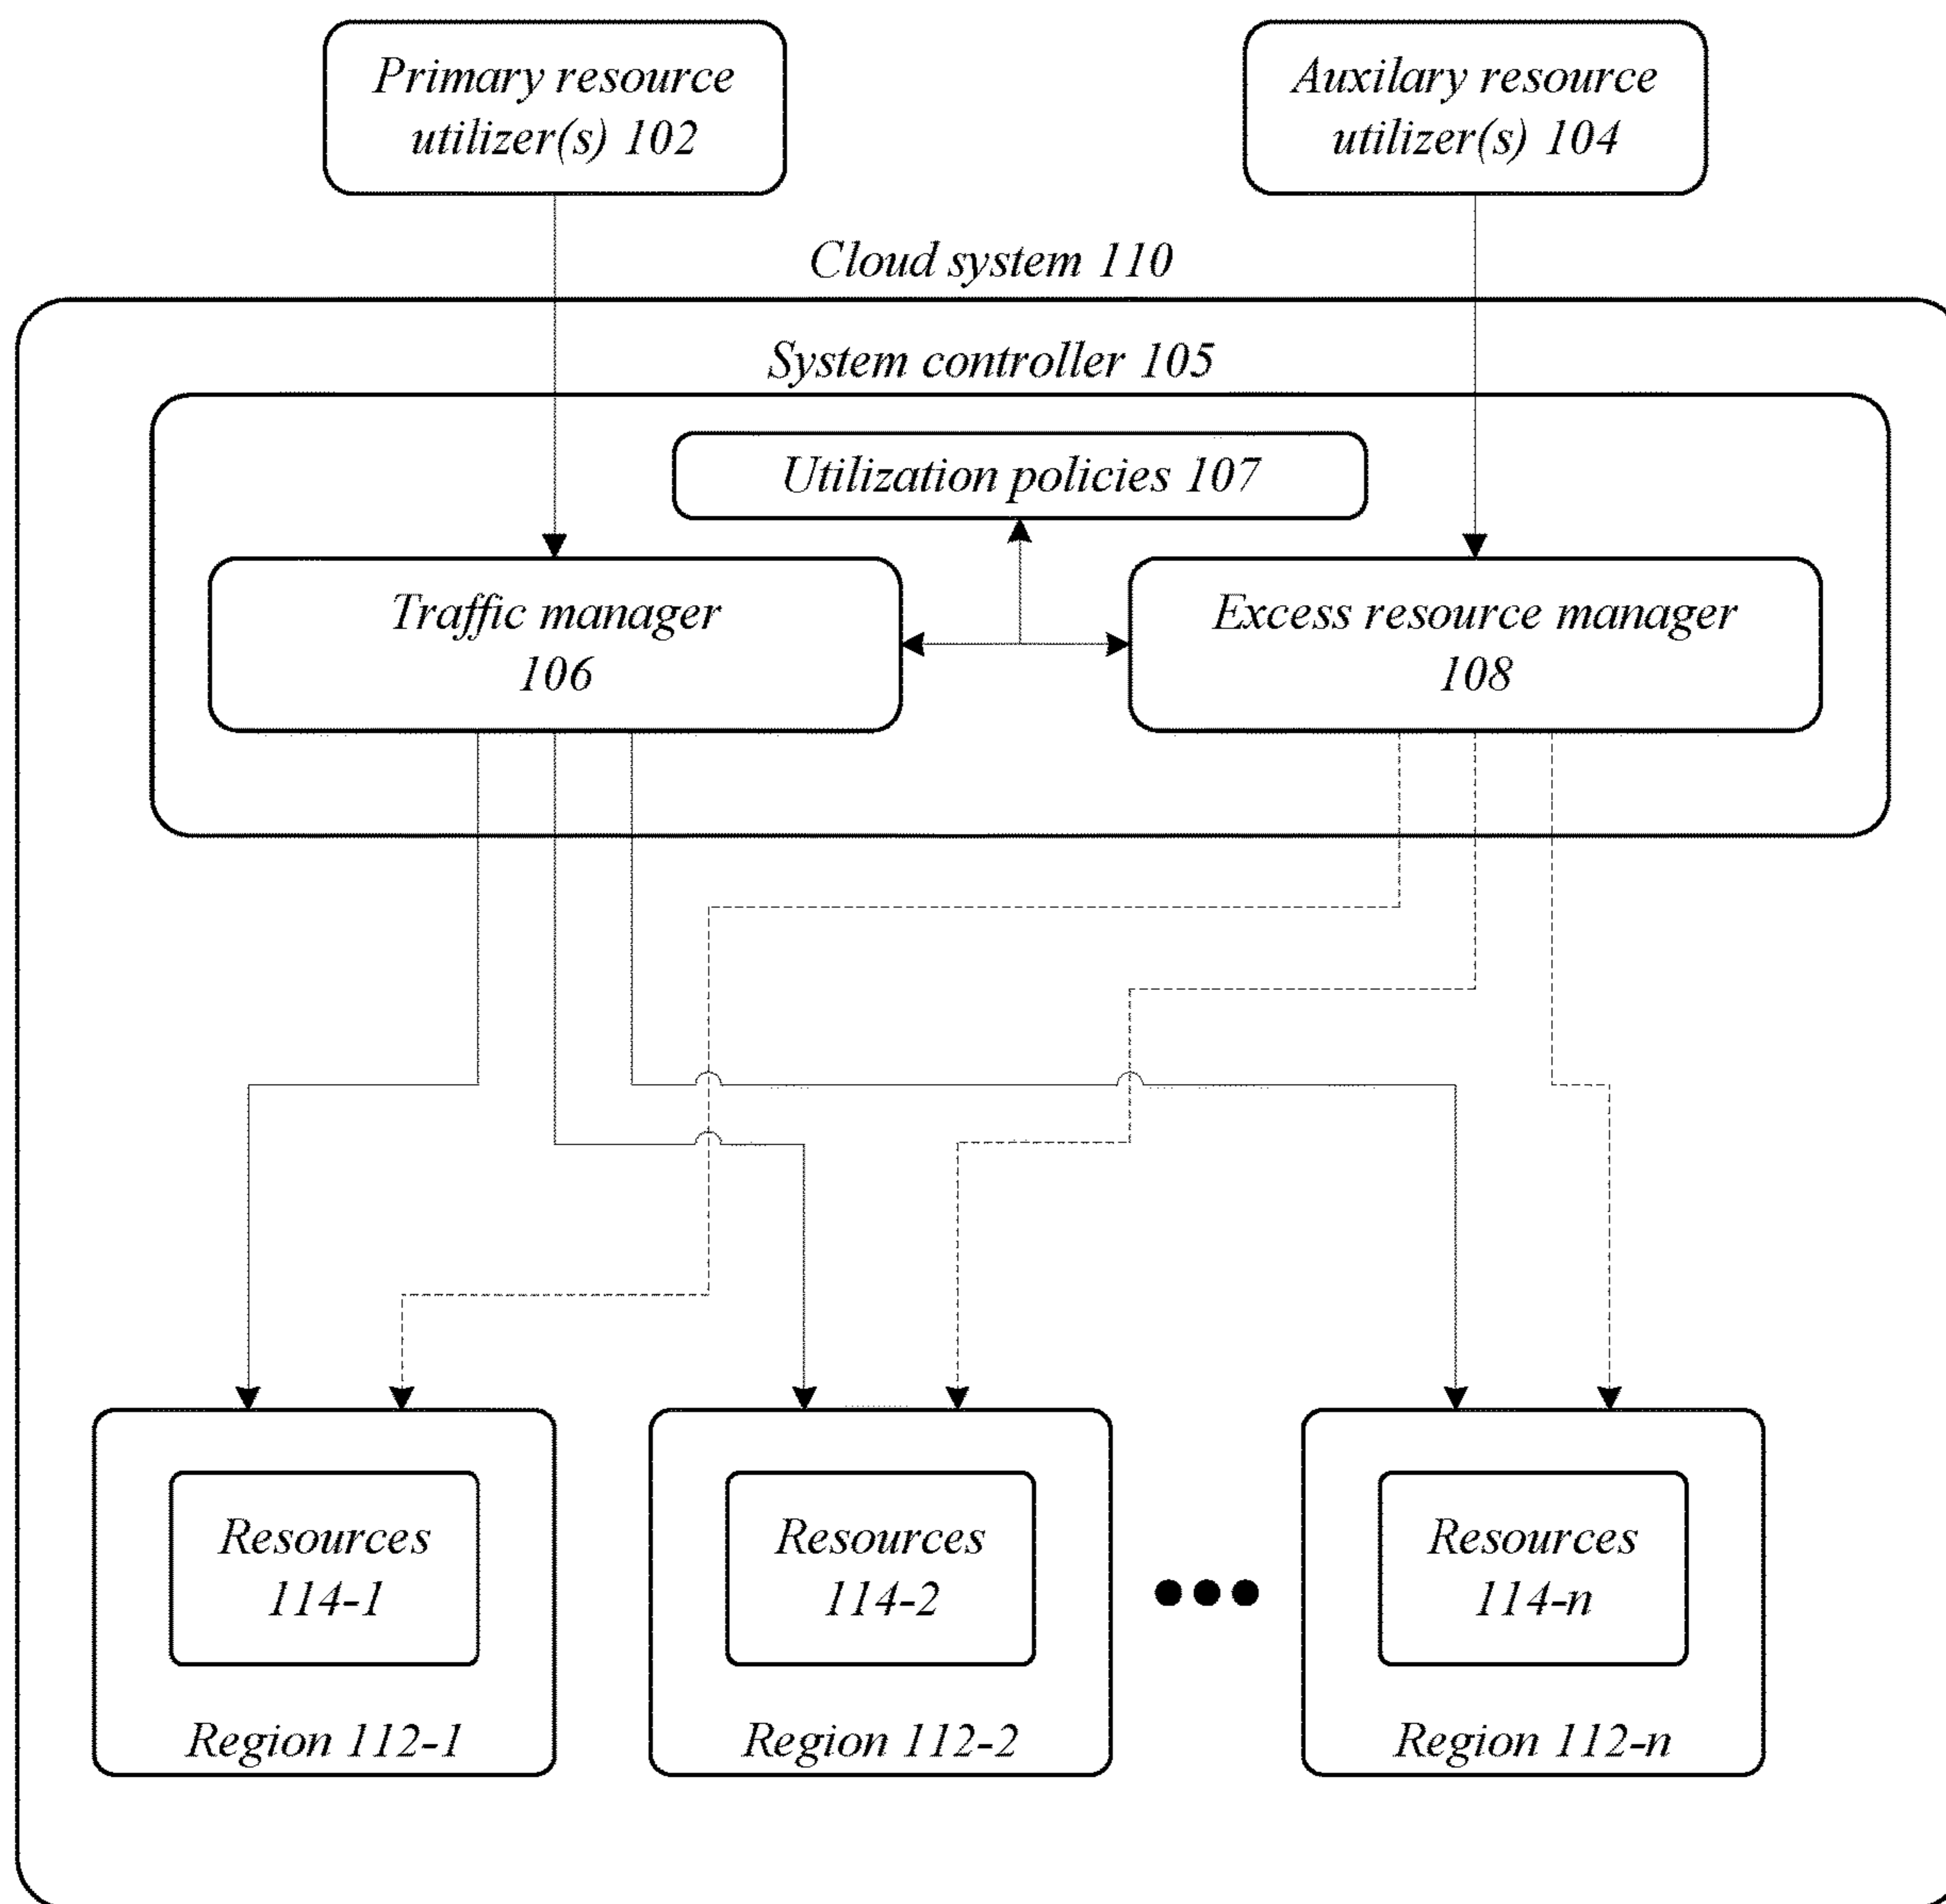 Primary resource
utilizer(s) 102
Auxilary resource
utilizer(s) 104
Cloud system 110
System controller 105
Utilization policies 107
Traffic manager
106
Excess resource manager
108
Resources
114-1
Resources
114-2
Resources
114-n
Region 112-1
Region 112-2
Region 112-n